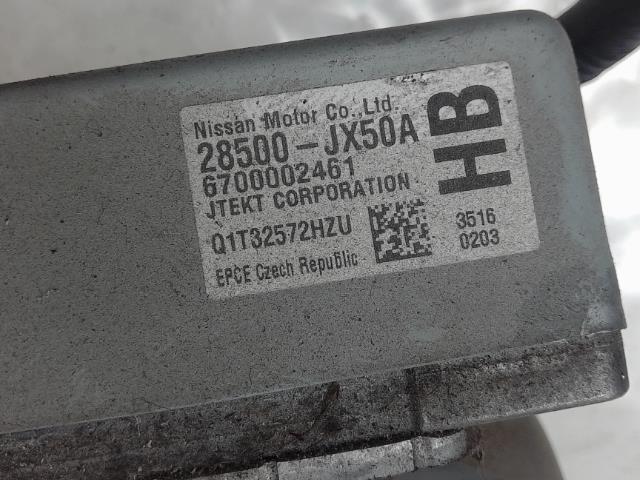 Nissan Motor Co.,Ltd.
28500-JX50A
6700002461
JTEKT CORPORATION
HB
Q1T32572HZU
3516
0203
EPCE Czech Republic